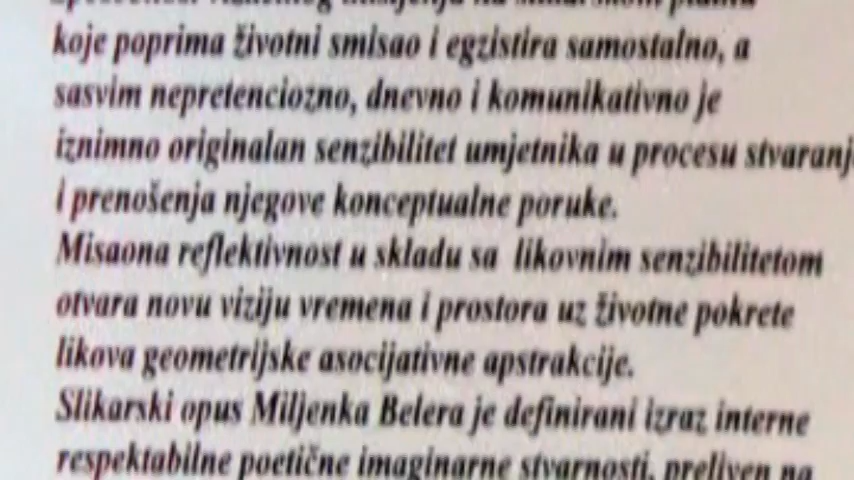 koje poprima životni smisao i egzistira samostalno, a
sasvim nepretenciozno, dnevno i komunikativno je
iznimno originalan senzibilitet umjetnika u procesu stvaranj
i prenošenja njegove konceptualne poruke.
Misaona reflektivnost u skladu sa likovnim senzibilitetom
otvara novu viziju vremena i prostora uz životne pokrete
likova geometrijske asocijativne apstrakcije.
Slikarski opus Miljenka Belera je definirani izraz interne
respektabilne poetične imaginarne stvarnosti, preliven na